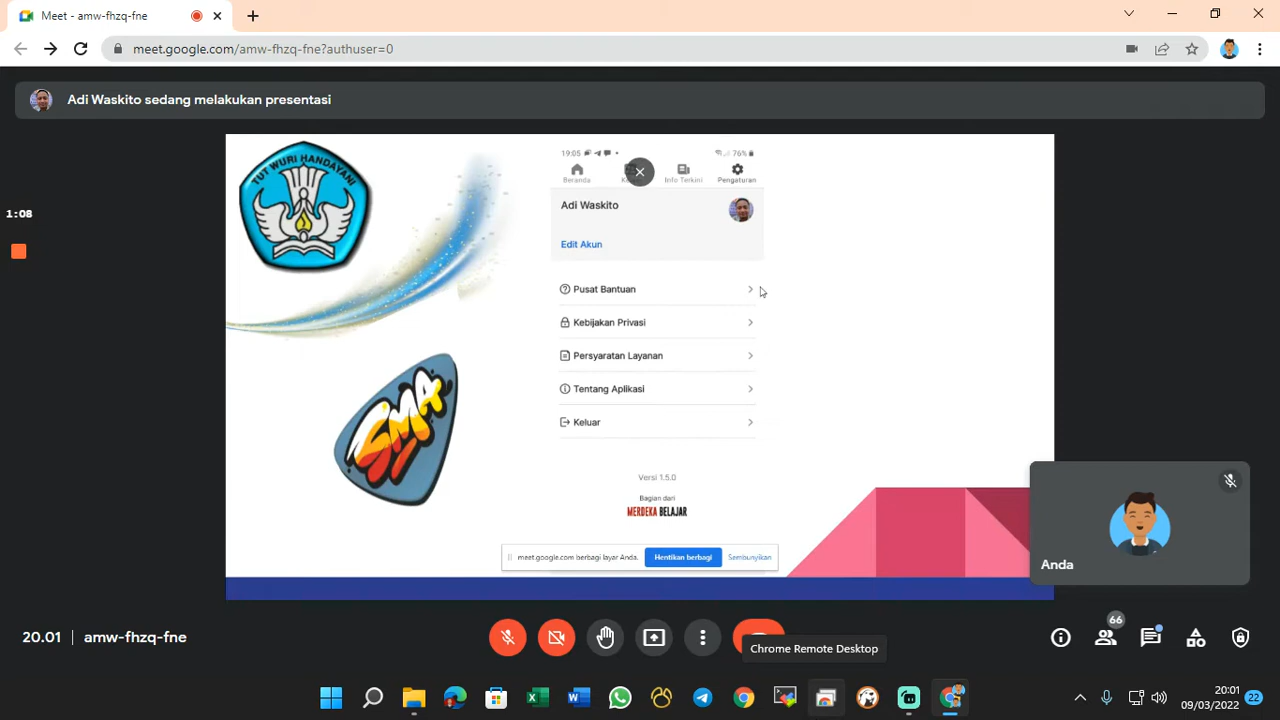 Meet - amw-fhzq-fne
meet.google.com/amw-fhzq-fne?authuser=0
Adi Waskito sedang melakukan presentasi
1:08
TUT WURI HANDAYANI
19:05
76%
Beranda
Info Terkini
Pengaturan
Adi Waskito
Edit Akun
Pusat Bantuan
Kebijakan Privasi
Persyaratan Layanan
Tentang Aplikasi
Keluar
Versi 1.5.0
Bagian dari
MERDEKA BELAJAR
meet.google.com berbagi layar Anda.
Hentikan berbagi
Sembunyikan
Anda
20.01
amw-fhzq-fne
Chrome Remote Desktop
66
20:01
09/03/2022
22